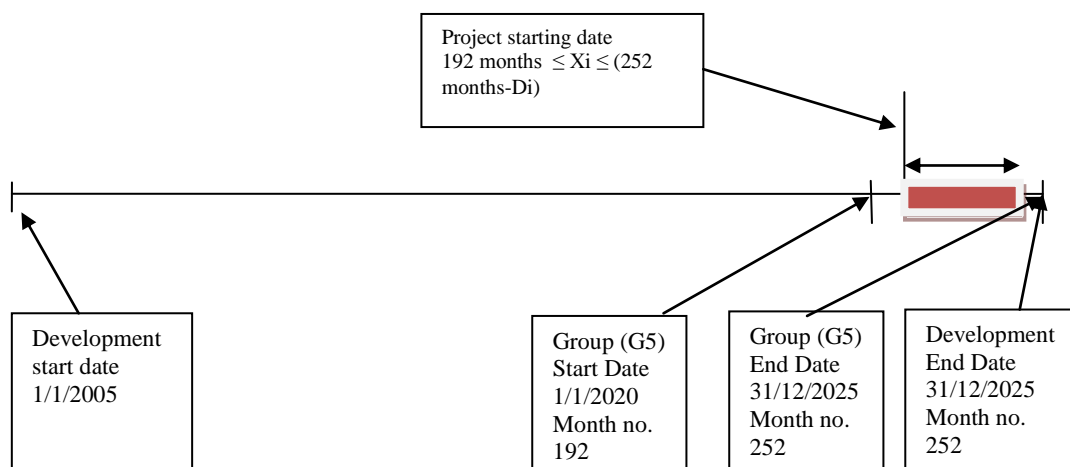 Project starting date
192 months ≤ Xi ≤ (252
months-Di)
Development
start date
1/1/2005
Group (G5)
Start Date
1/1/2020
Month no.
192
Group (G5)
End Date
31/12/2025
Month no.
252
Development
End Date
31/12/2025
Month no.
252